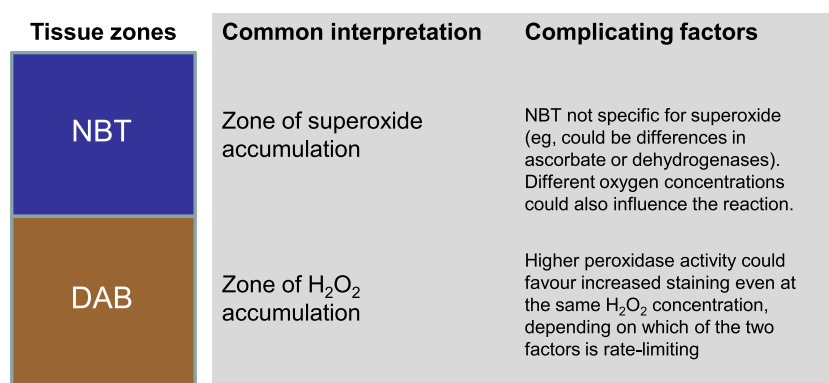 Tissue zones
Common interpretation
Complicating factors
NBT
Zone of superoxide
accumulation
NBT not specific for superoxide
(eg, could be differences in
ascorbate or dehydrogenases).
Different oxygen concentrations
could also influence the reaction.
DAB
Zone of H₂O₂
accumulation
Higher peroxidase activity could
favour increased staining even at
the same H₂O₂ concentration,
depending on which of the two
factors is rate-limiting